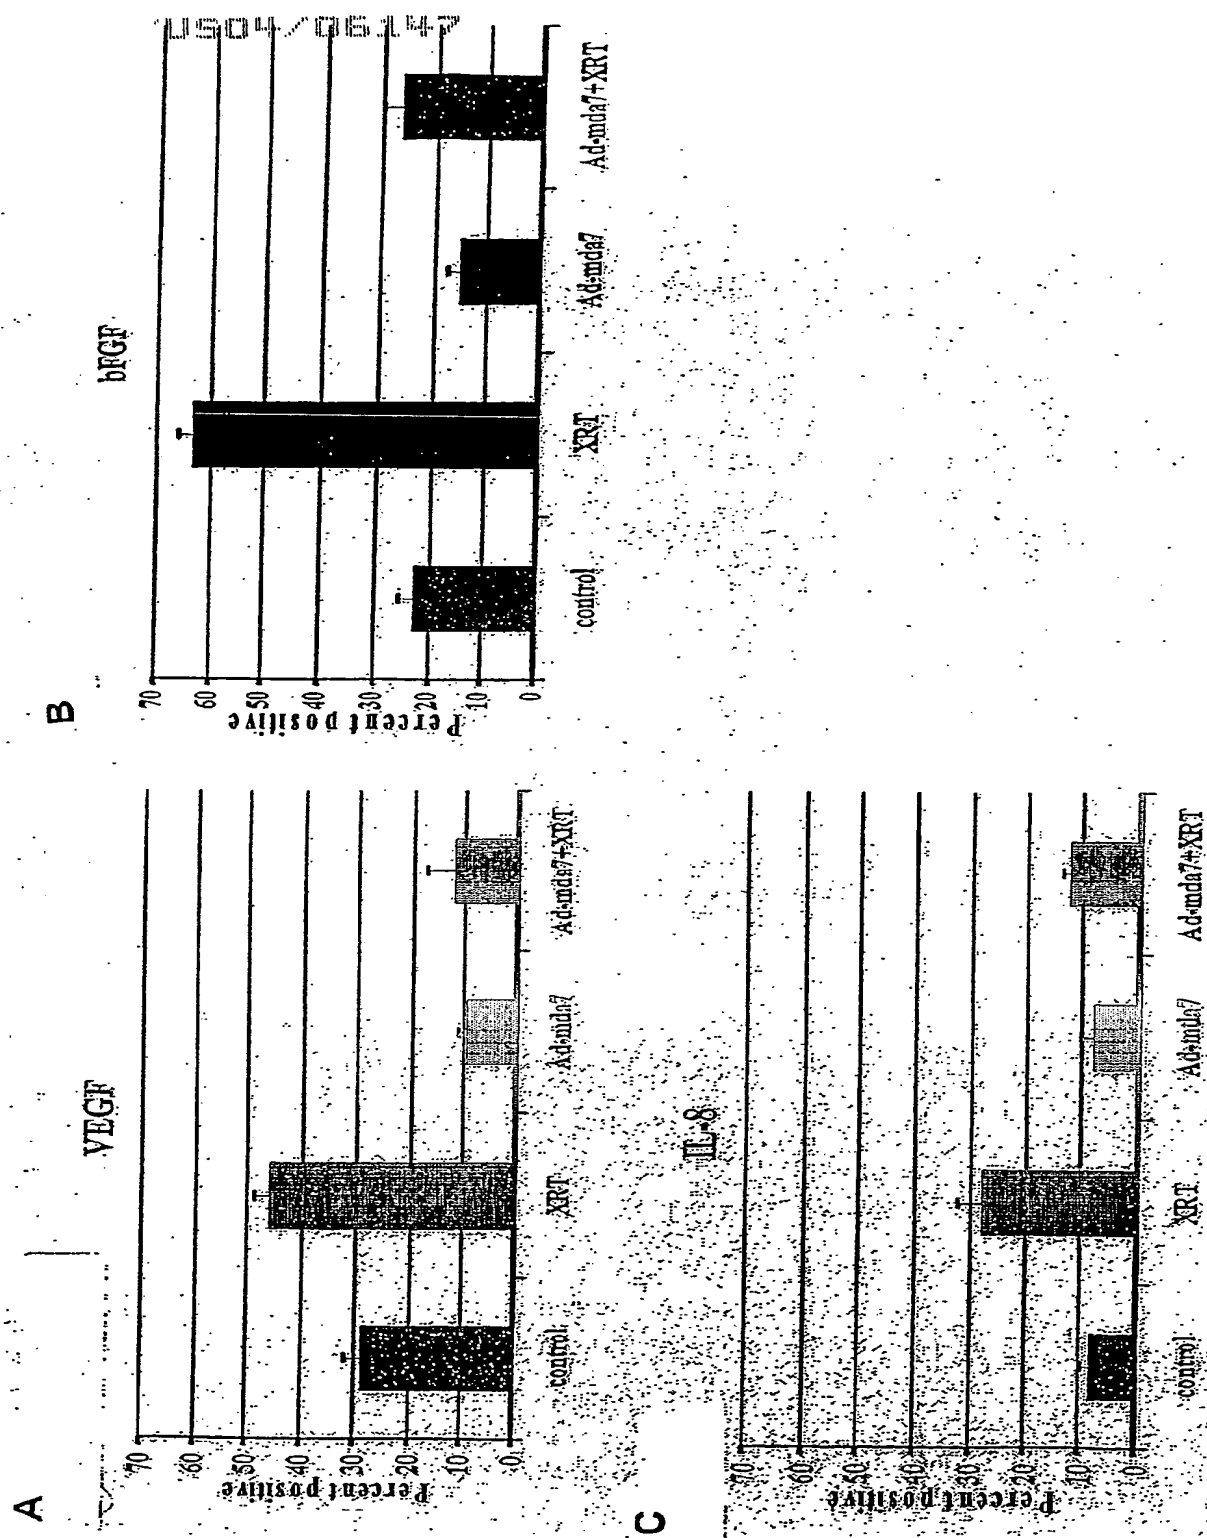 US04/06147
A
VEGF
Percent positive
70
60
50
40
30
20
10
0
control
XRT
Ad-mda7
Ad-mda7+XRT
B
bFGF
Percent positive
70
60
50
40
30
20
10
0
control
XRT
Ad-mda7
Ad-mda7+XRT
C
IL-8
Percent positive
70
60
50
40
30
20
10
0
control
XRT
Ad-mda7
Ad-mda7+XRT